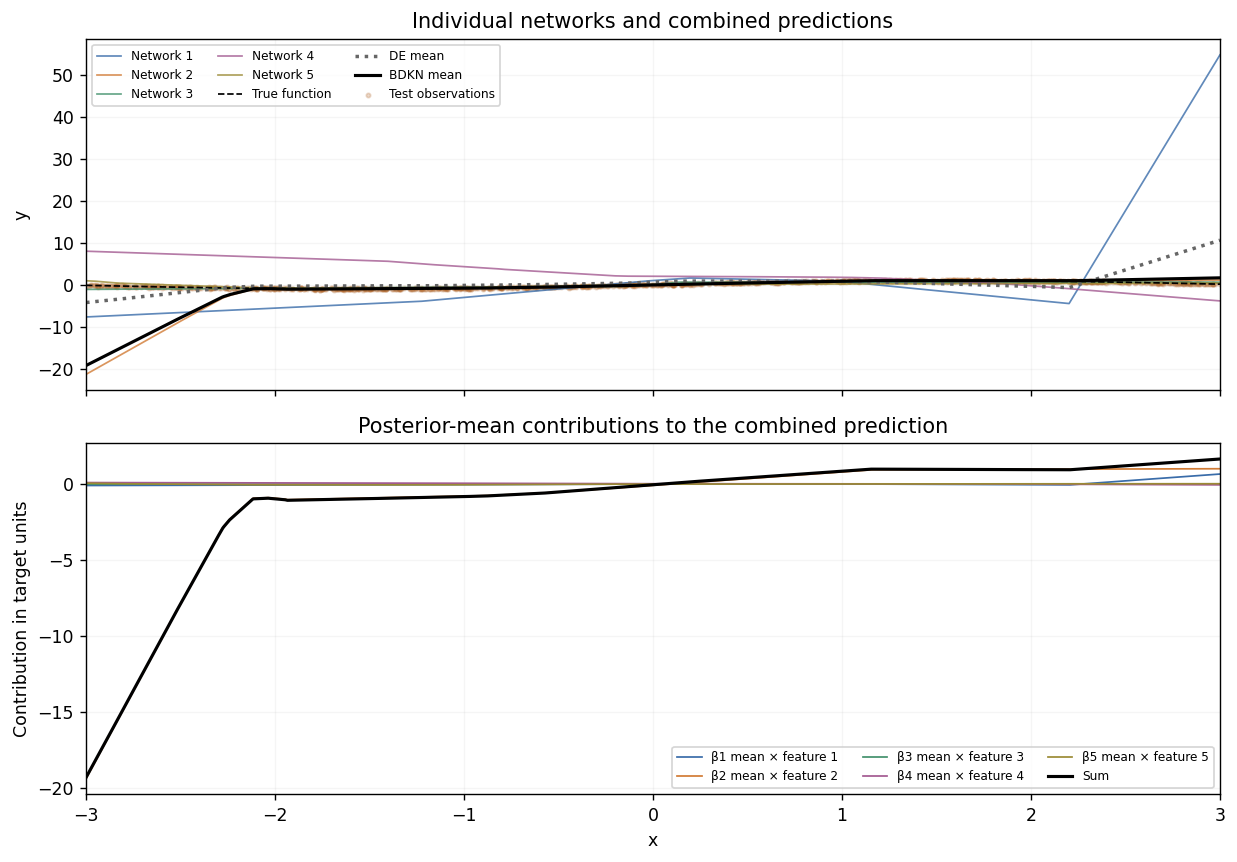 Individual networks and combined predictions
50
40
30
20
10
0
−10
−20
y
Network 1
Network 2
Network 3
Network 4
Network 5
True function
DE mean
BDKN mean
Test observations
Posterior-mean contributions to the combined prediction
0
−5
−10
−15
−20
Contribution in target units
β1 mean × feature 1
β2 mean × feature 2
β3 mean × feature 3
β4 mean × feature 4
β5 mean × feature 5
Sum
−3 −2 −1 0 1 2 3
x